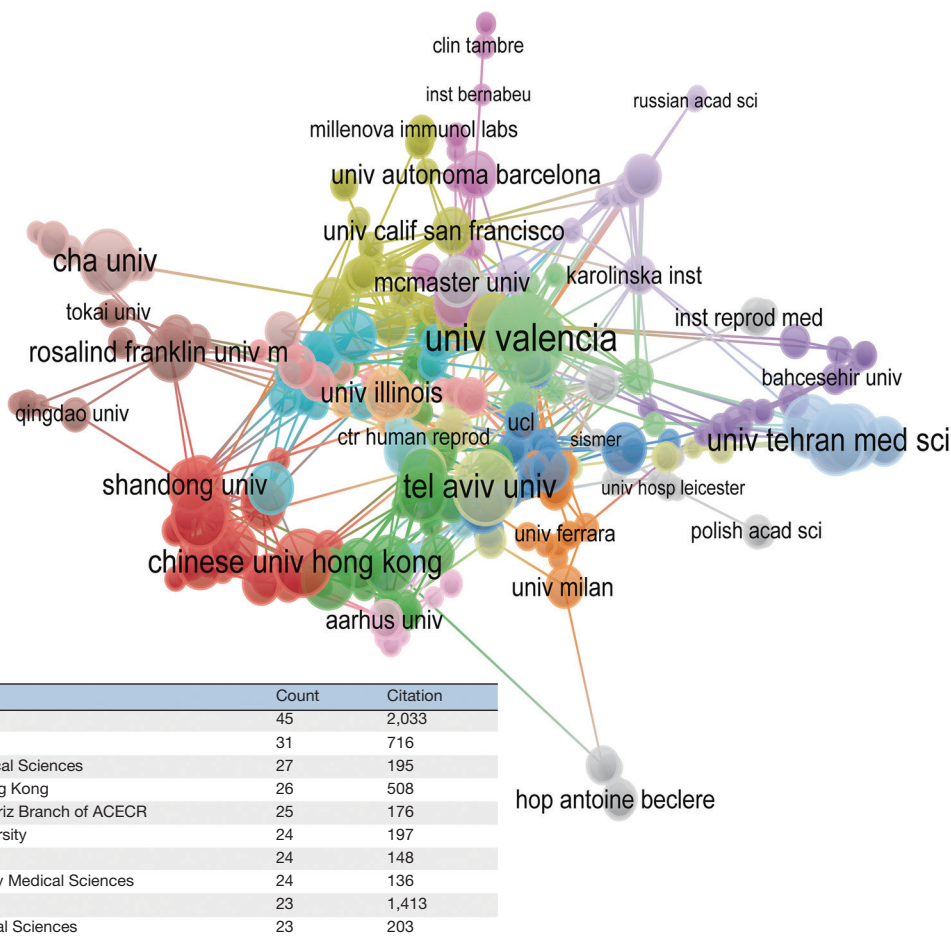 clin tambre
inst bernabeu
russian acad sci
millenova immunol labs
univ autonoma barcelona
univ calif san francisco
cha univ
mcmaster univ
karolinska inst
tokai univ
inst reprod med
univ valencia
rosalind franklin univ m
bahcesehir univ
univ illinois
qingdao univ
ucl
ctr human reprod
sismer
univ tehran med sci
shandong univ
tel aviv univ
univ hosp leicester
univ ferrara
polish acad sci
chinese univ hong kong
univ milan
aarhus univ
Count Citation
45 2,033
31 716
cal Sciences 27 195
g Kong 26 508
riz Branch of ACECR 25 176
rsity 24 197
24 148
y Medical Sciences 24 136
23 1,413
al Sciences 23 203
hop antoine beclere